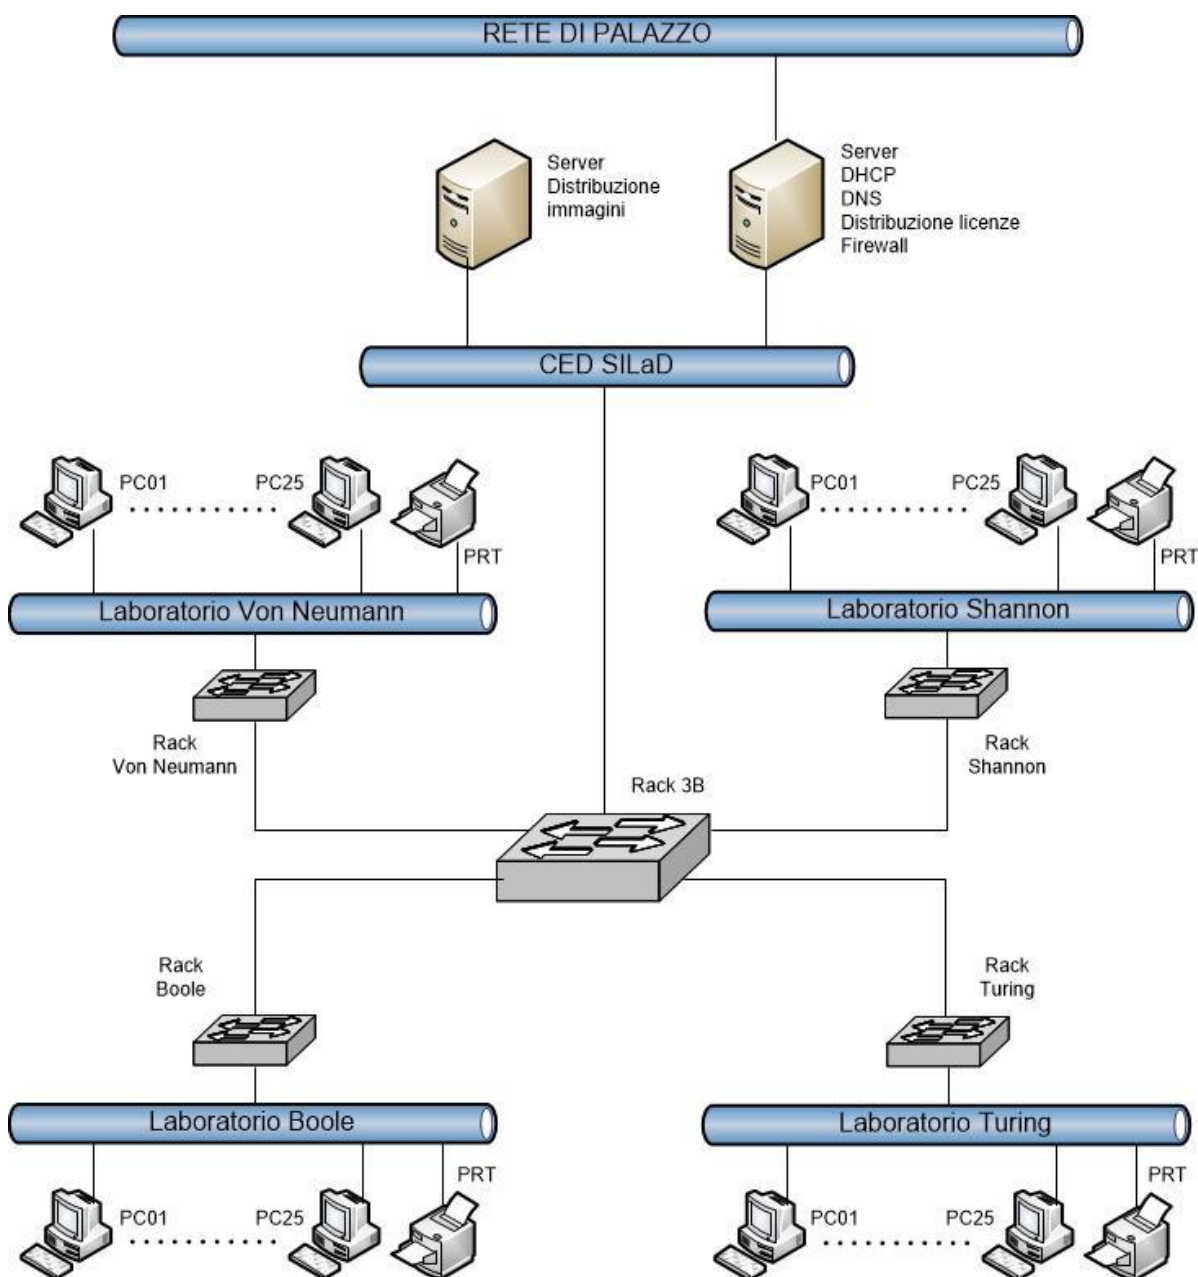 RETE DI PALAZZO
Server
Distribuzione
immagini
Server
DHCP
DNS
Distribuzione licenze
Firewall
CED SILaD
PC01
PC25
PRT
Laboratorio Von Neumann
PC01
PC25
PRT
Laboratorio Shannon
Rack
Von Neumann
Rack
Shannon
Rack 3B
Rack
Boole
Rack
Turing
Laboratorio Boole
PRT
PC01
PC25
Laboratorio Turing
PRT
PC01
PC25